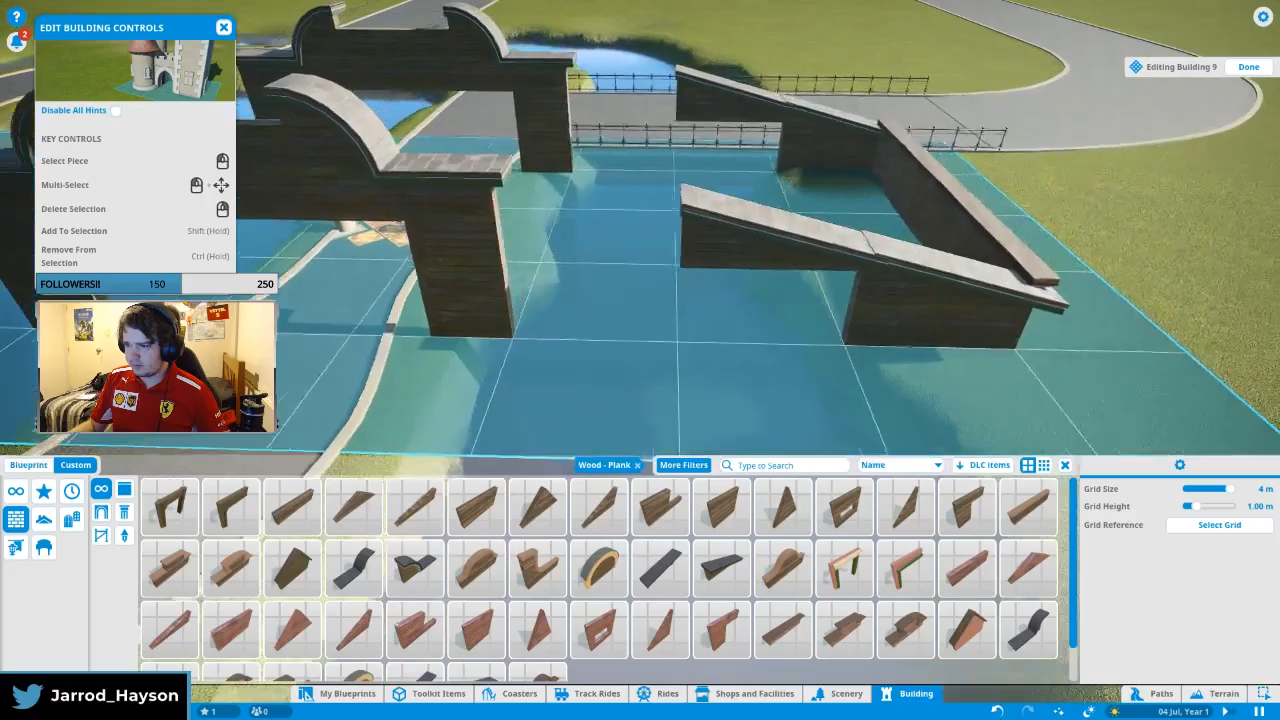 ?
2
EDIT BUILDING CONTROLS
Disable All Hints
KEY CONTROLS
Select Piece
Multi-Select
Delete Selection
Add To Selection Shift (Hold)
Remove From
Selection Ctrl (Hold)
FOLLOWERS!! 150 250
Editing Building 9 Done
Blueprint Custom
Wood - Plank × More Filters Type to Search Name DLC items
Grid Size 4 m
Grid Height 1.00 m
Grid Reference Select Grid
Jarrod_Hayson
My Blueprints Toolkit Items Coasters Track Rides Rides Shops and Facilities Scenery Building Paths Terrain
1 0 04 Jul, Year 1